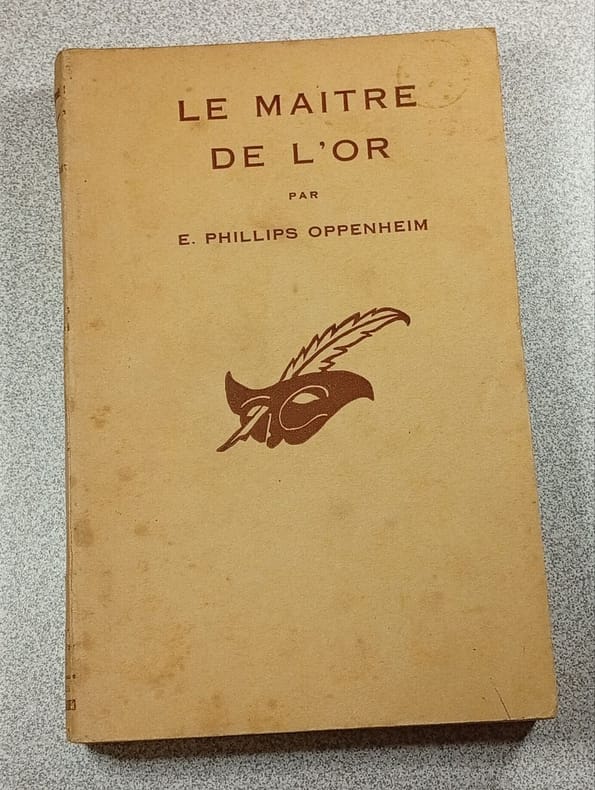 LE MAITRE
DE L'OR
PAR
E. PHILLIPS OPPENHEIM